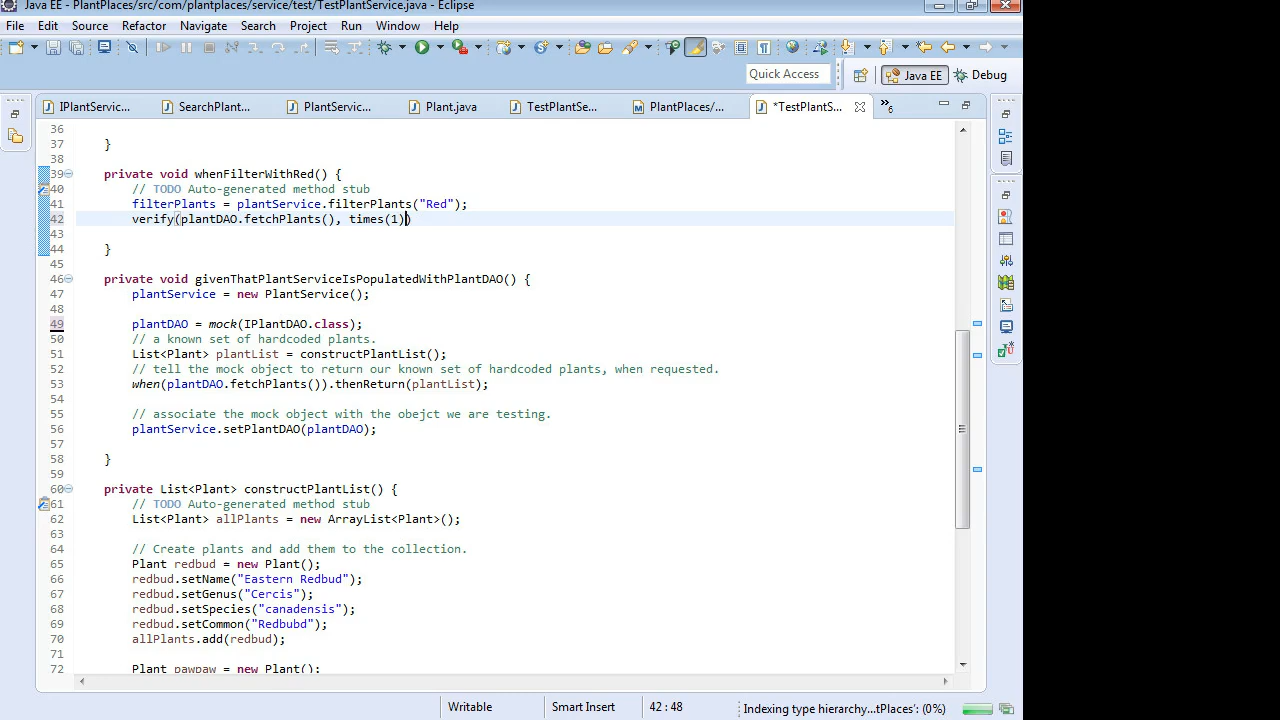 Java EE - PlantPlaces/src/com/plantplaces/service/test/TestPlantService.java - Eclipse
File Edit Source Refactor Navigate Search Project Run Window Help
Quick Access Java EE Debug
IPlantServic... SearchPlant... PlantServic... Plant.java TestPlantSe... PlantPlaces/... *TestPlantS... »6
36
37 }
38
39 private void whenFilterWithRed() {
40 // TODO Auto-generated method stub
41 filterPlants = plantService.filterPlants("Red");
42 verify(plantDAO.fetchPlants(), times(1))
43
44 }
45
46 private void givenThatPlantServiceIsPopulatedWithPlantDAO() {
47 plantService = new PlantService();
48
49 plantDAO = mock(IPlantDAO.class);
50 // a known set of hardcoded plants.
51 List<Plant> plantList = constructPlantList();
52 // tell the mock object to return our known set of hardcoded plants, when requested.
53 when(plantDAO.fetchPlants()).thenReturn(plantList);
54
55 // associate the mock object with the obejct we are testing.
56 plantService.setPlantDAO(plantDAO);
57
58 }
59
60 private List<Plant> constructPlantList() {
61 // TODO Auto-generated method stub
62 List<Plant> allPlants = new ArrayList<Plant>();
63
64 // Create plants and add them to the collection.
65 Plant redbud = new Plant();
66 redbud.setName("Eastern Redbud");
67 redbud.setGenus("Cercis");
68 redbud.setSpecies("canadensis");
69 redbud.setCommon("Redbubd");
70 allPlants.add(redbud);
71
72 Plant pawpaw = new Plant();
Writable Smart Insert 42 : 48 Indexing type hierarchy...tPlaces': (0%)